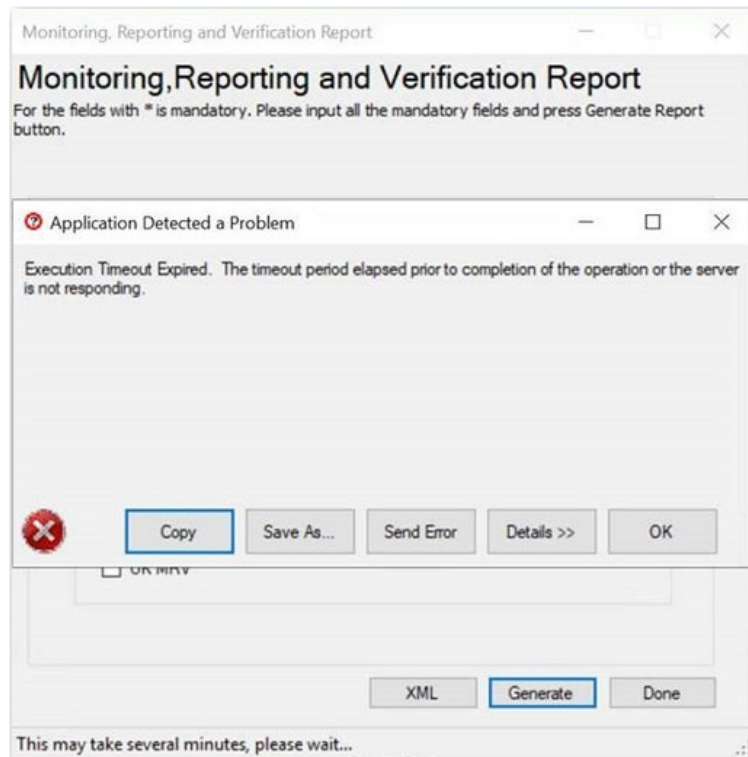 Monitoring, Reporting and Verification Report
Monitoring,Reporting and Verification Report
For the fields with * is mandatory. Please input all the mandatory fields and press Generate Report
button.
Application Detected a Problem
Execution Timeout Expired.  The timeout period elapsed prior to completion of the operation or the server
is not responding.
Copy Save As... Send Error Details >> OK
UK MRV
XML Generate Done
This may take several minutes, please wait...